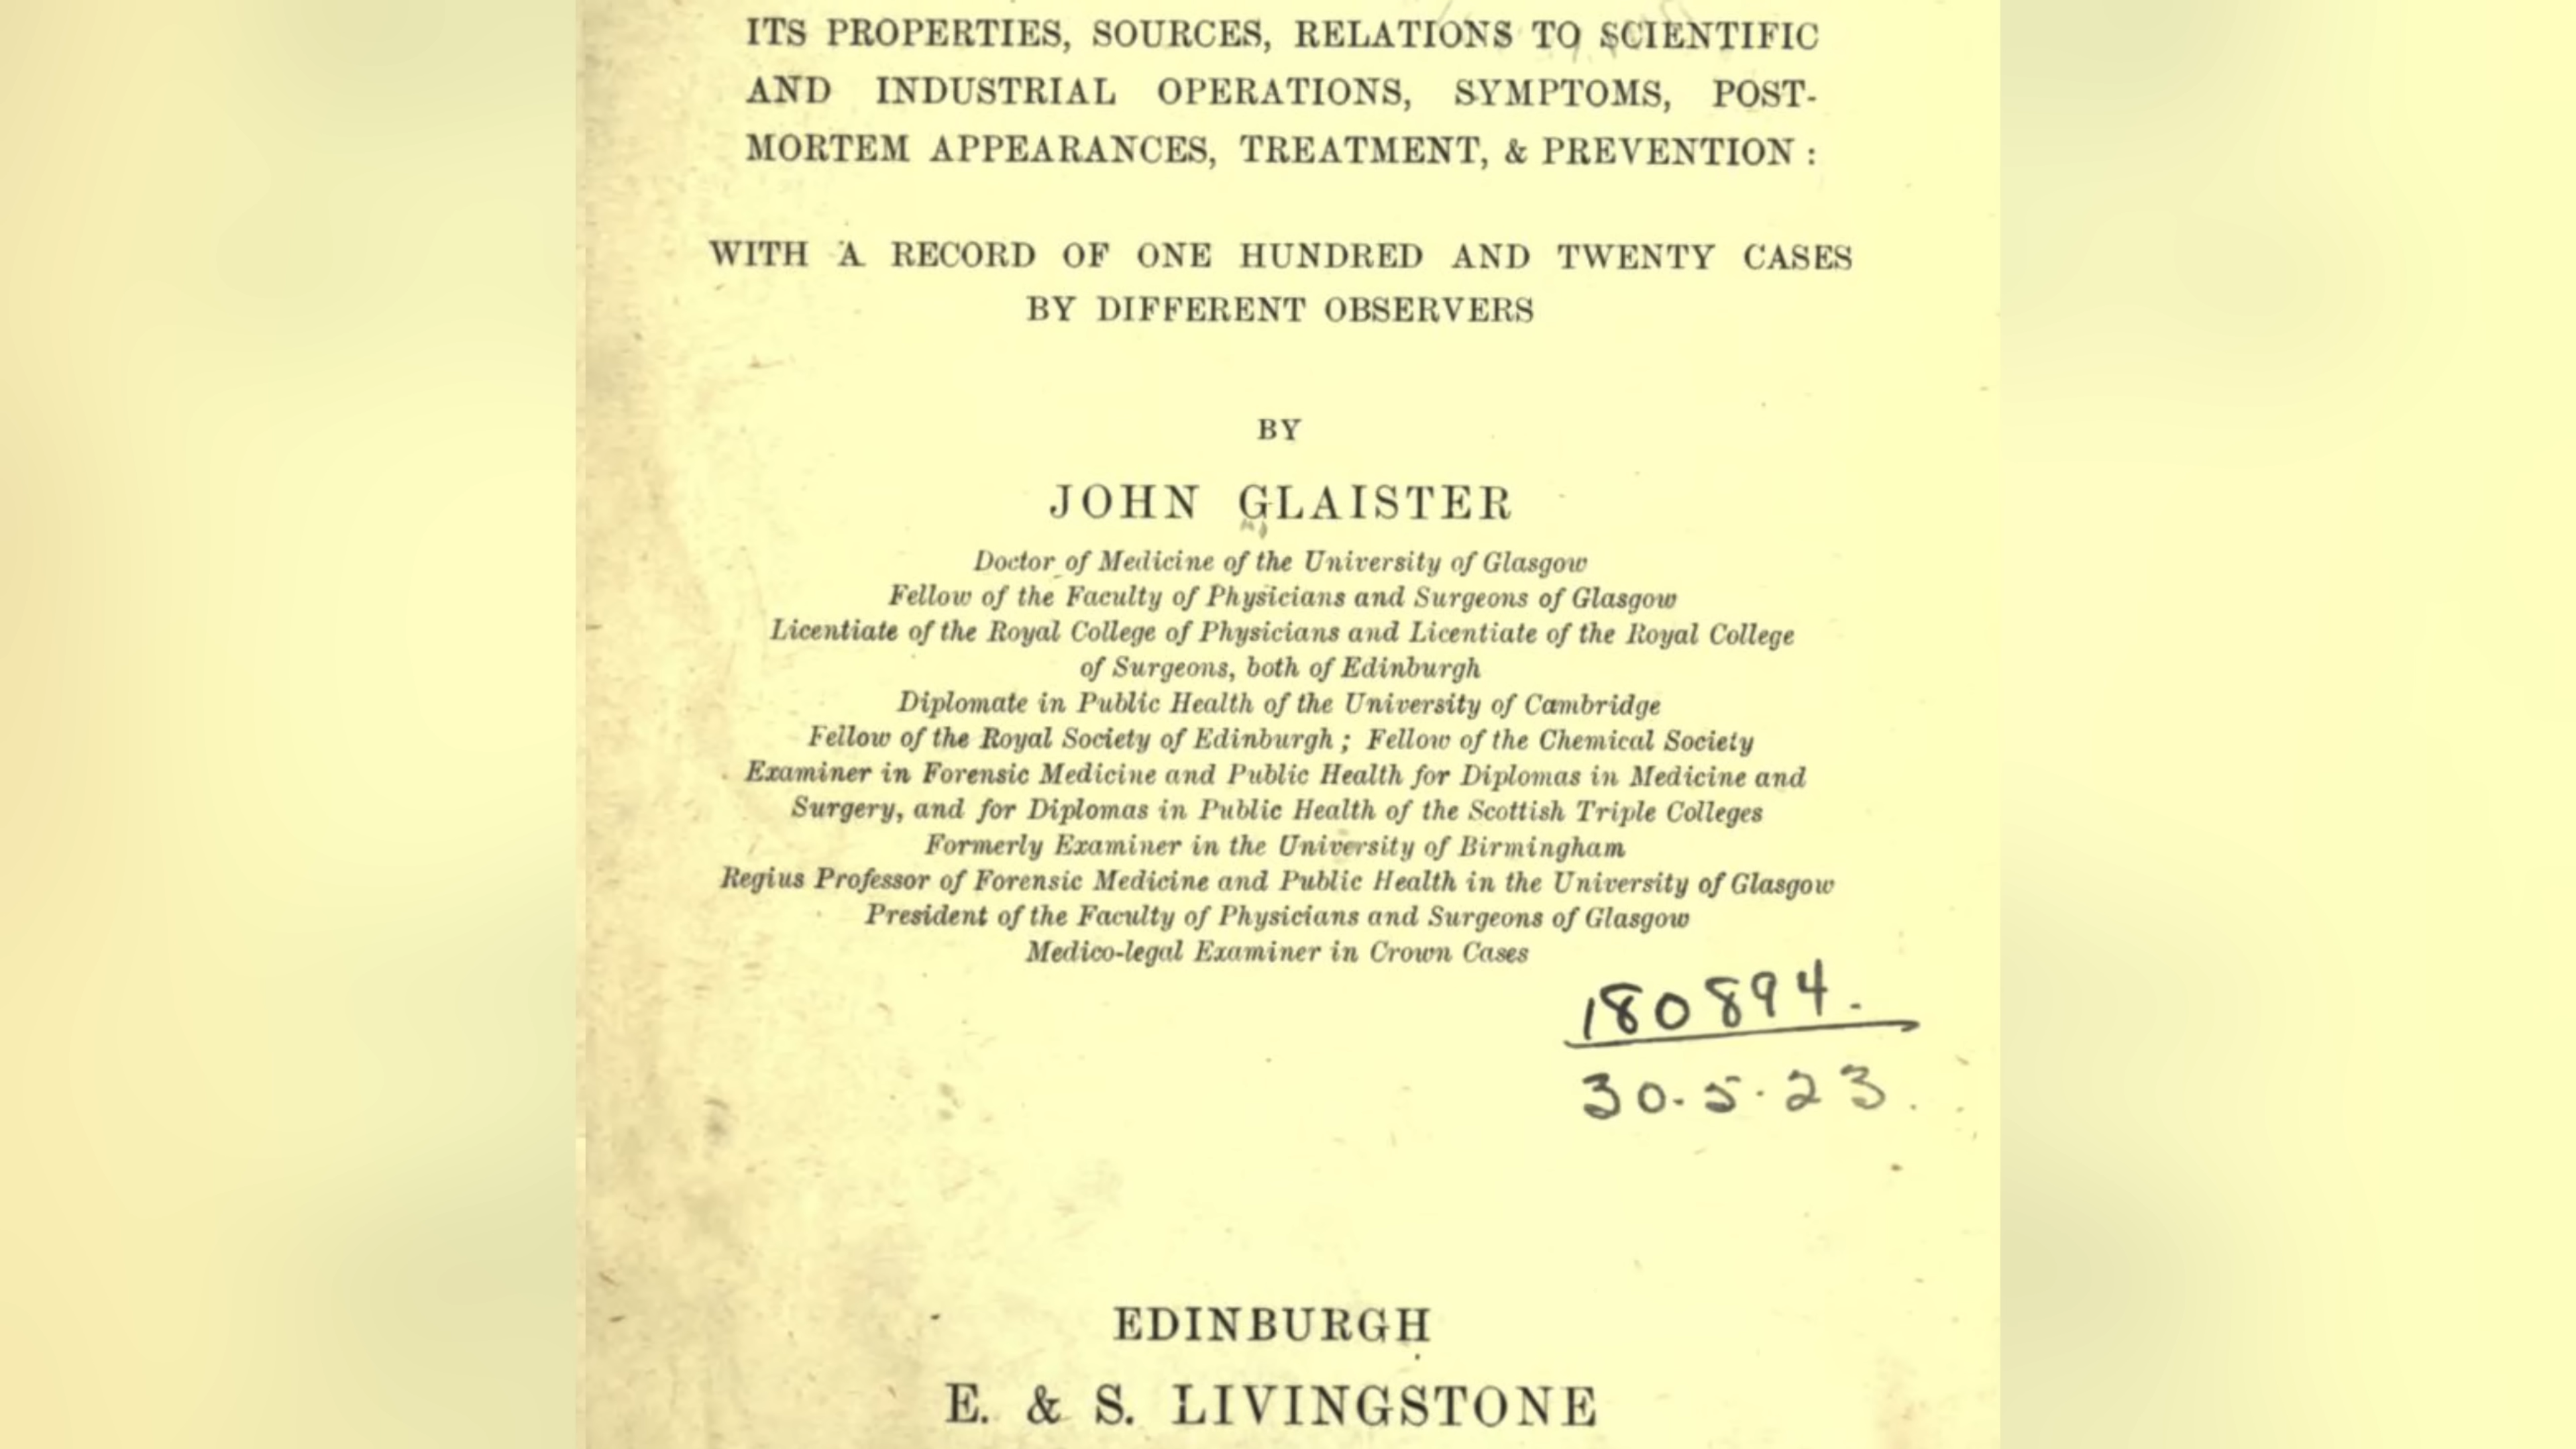 ITS PROPERTIES, SOURCES, RELATIONS TO SCIENTIFIC
AND INDUSTRIAL OPERATIONS, SYMPTOMS, POST-
MORTEM APPEARANCES, TREATMENT, & PREVENTION :
WITH A RECORD OF ONE HUNDRED AND TWENTY CASES
BY DIFFERENT OBSERVERS
BY
JOHN GLAISTER
Doctor of Medicine of the University of Glasgow
Fellow of the Faculty of Physicians and Surgeons of Glasgow
Licentiate of the Royal College of Physicians and Licentiate of the Royal College
of Surgeons, both of Edinburgh
Diplomate in Public Health of the University of Cambridge
Fellow of the Royal Society of Edinburgh ; Fellow of the Chemical Society
Examiner in Forensic Medicine and Public Health for Diplomas in Medicine and
Surgery, and for Diplomas in Public Health of the Scottish Triple Colleges
Formerly Examiner in the University of Birmingham
Regius Professor of Forensic Medicine and Public Health in the University of Glasgow
President of the Faculty of Physicians and Surgeons of Glasgow
Medico-legal Examiner in Crown Cases
180894.
30.5.23.
EDINBURGH
E. & S. LIVINGSTONE